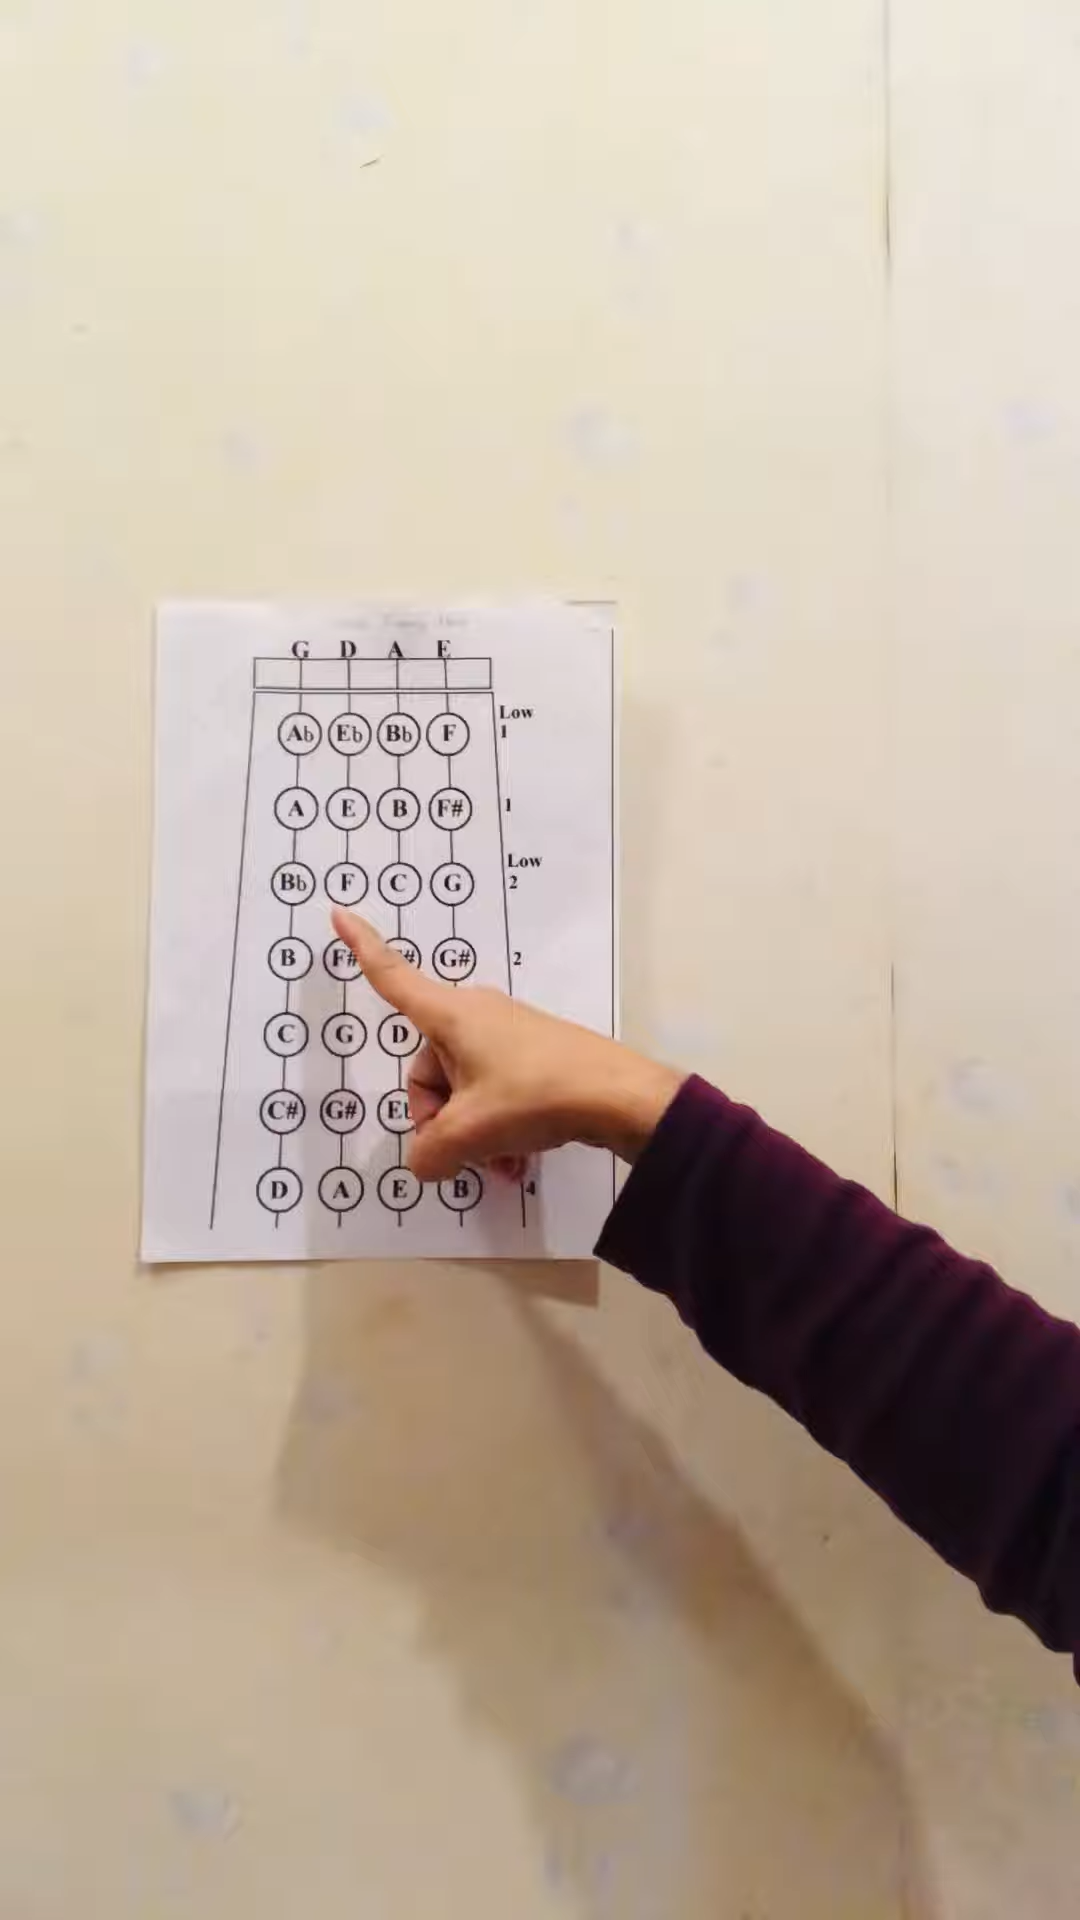 G D A E
Low
Ab Eb Bb F 1
A E B F# 1
Low
Bb F C G 2
B F# G# 2
C G D
C# G#
D A E B 4